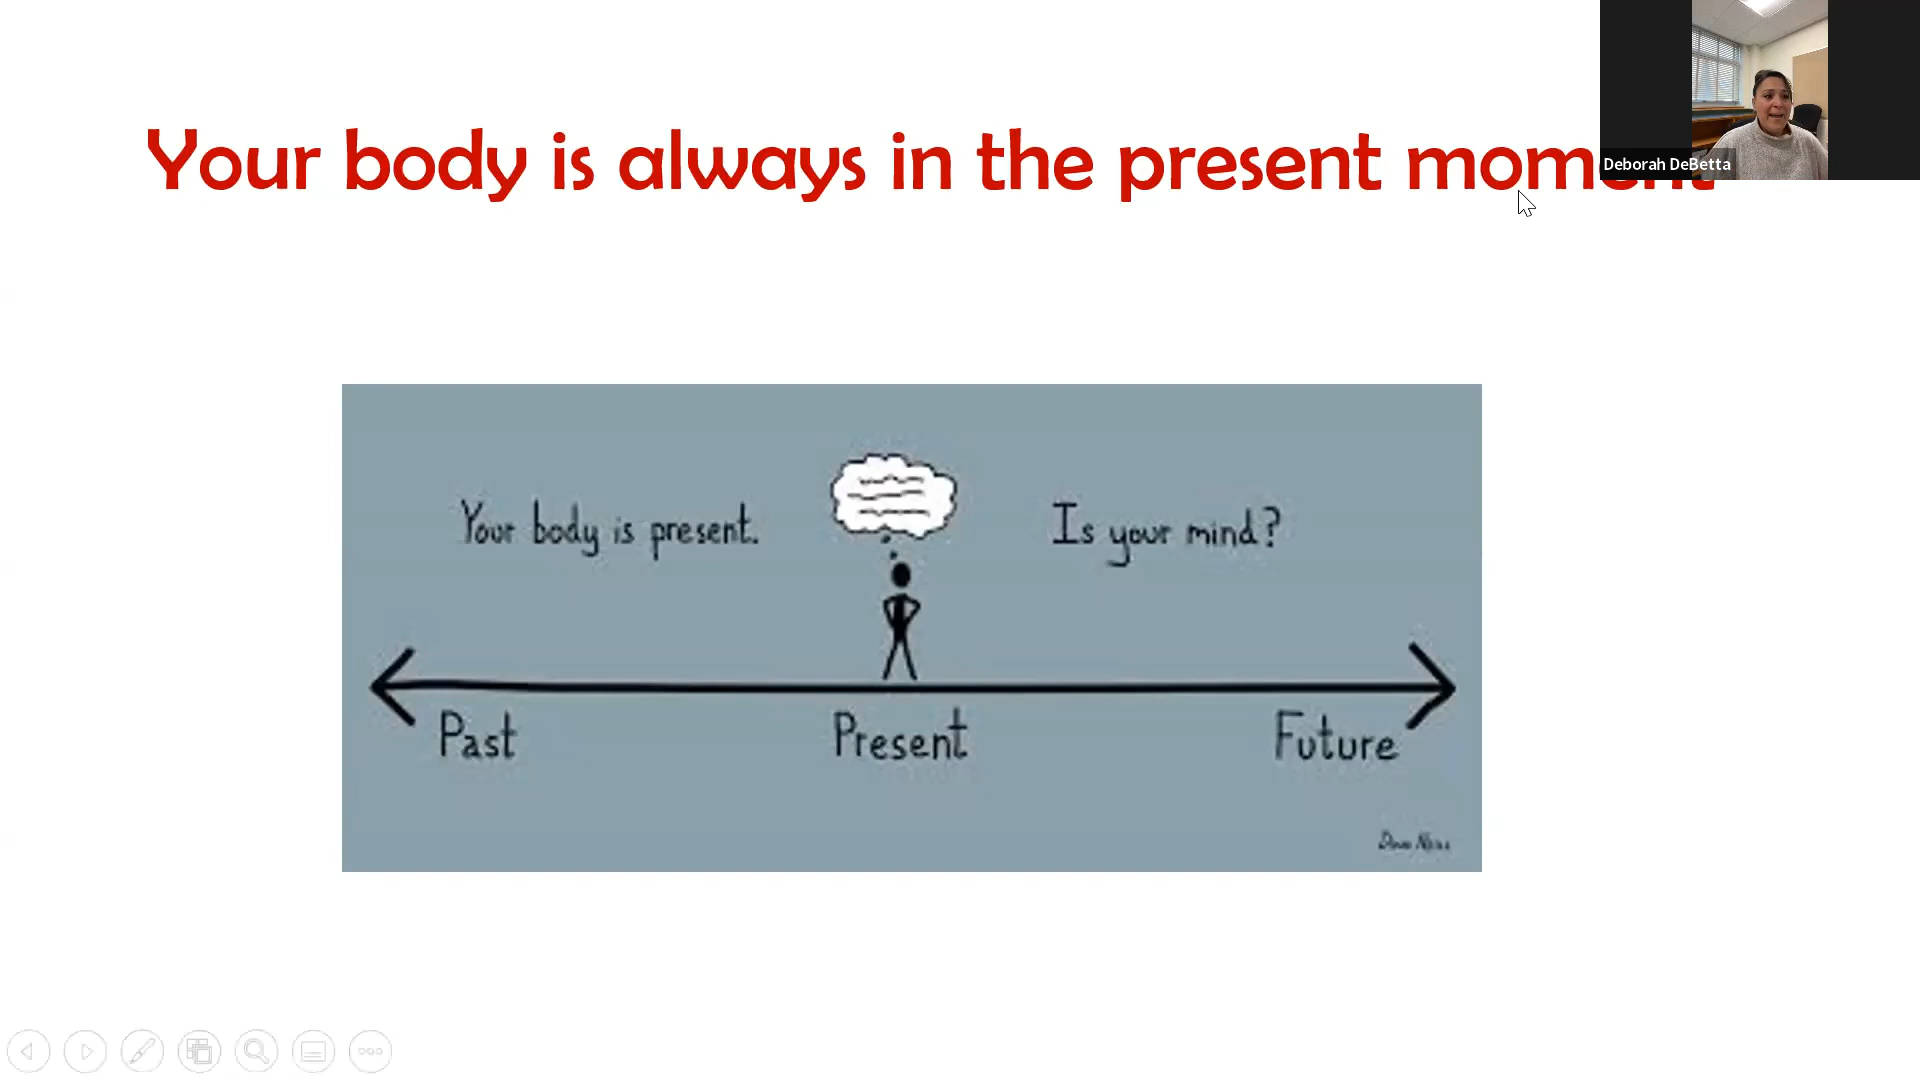 Your body is always in the present moment
Deborah DeBetta
Your body is present.
Is your mind?
Past
Present
Future